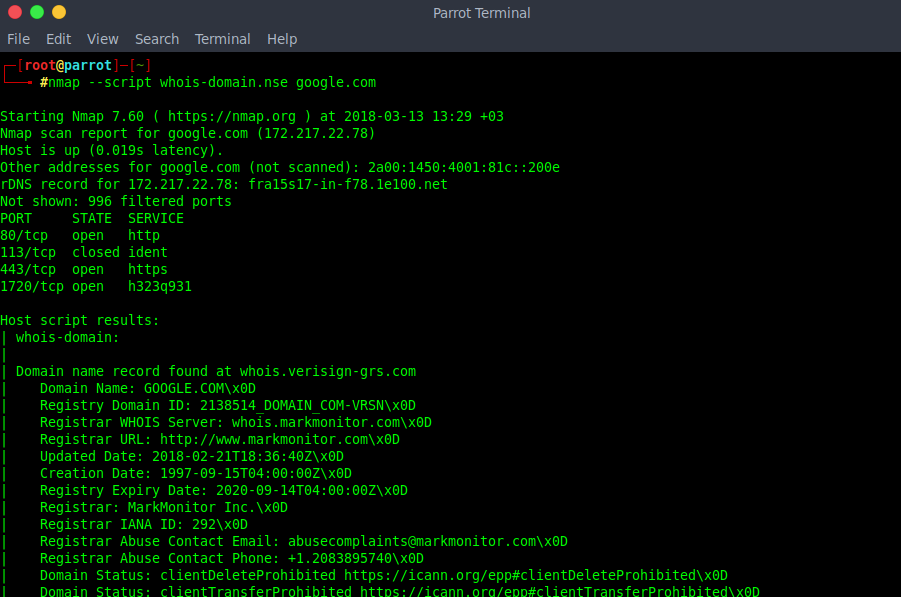 Parrot Terminal
File Edit View Search Terminal Help
┌─[root@parrot]─[~]
└──╼ #nmap --script whois-domain.nse google.com
Starting Nmap 7.60 ( https://nmap.org ) at 2018-03-13 13:29 +03
Nmap scan report for google.com (172.217.22.78)
Host is up (0.019s latency).
Other addresses for google.com (not scanned): 2a00:1450:4001:81c::200e
rDNS record for 172.217.22.78: fra15s17-in-f78.1e100.net
Not shown: 996 filtered ports
PORT     STATE  SERVICE
80/tcp   open   http
113/tcp  closed ident
443/tcp  open   https
1720/tcp open   h323q931
Host script results:
| whois-domain:
|
| Domain name record found at whois.verisign-grs.com
|    Domain Name: GOOGLE.COM\x0D
|    Registry Domain ID: 2138514_DOMAIN_COM-VRSN\x0D
|    Registrar WHOIS Server: whois.markmonitor.com\x0D
|    Registrar URL: http://www.markmonitor.com\x0D
|    Updated Date: 2018-02-21T18:36:40Z\x0D
|    Creation Date: 1997-09-15T04:00:00Z\x0D
|    Registry Expiry Date: 2020-09-14T04:00:00Z\x0D
|    Registrar: MarkMonitor Inc.\x0D
|    Registrar IANA ID: 292\x0D
|    Registrar Abuse Contact Email: abusecomplaints@markmonitor.com\x0D
|    Registrar Abuse Contact Phone: +1.2083895740\x0D
|    Domain Status: clientDeleteProhibited https://icann.org/epp#clientDeleteProhibited\x0D
|    Domain Status: clientTransferProhibited https://icann.org/epp#clientTransferProhibited\x0D